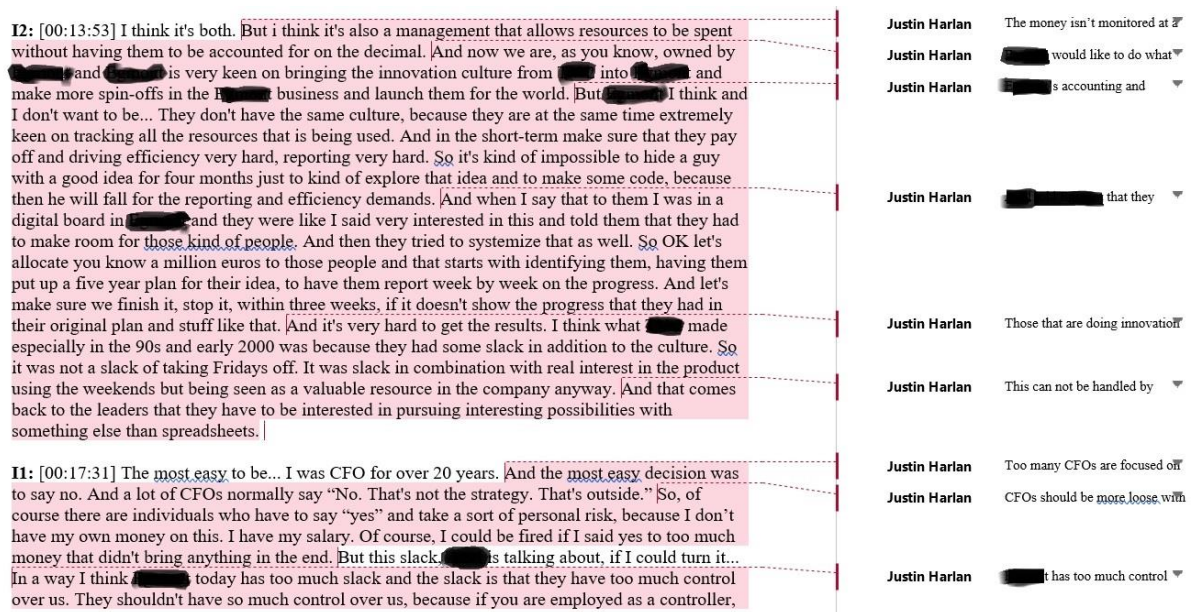 I2: [00:13:53] I think it's both. But i think it's also a management that allows resources to be spent
without having them to be accounted for on the decimal. And now we are, as you know, owned by
and is very keen on bringing the innovation culture from into and
make more spin-offs in the business and launch them for the world. But I think and
I don't want to be... They don't have the same culture, because they are at the same time extremely
keen on tracking all the resources that is being used. And in the short-term make sure that they pay
off and driving efficiency very hard, reporting very hard. So it's kind of impossible to hide a guy
with a good idea for four months just to kind of explore that idea and to make some code, because
then he will fall for the reporting and efficiency demands. And when I say that to them I was in a
digital board in and they were like I said very interested in this and told them that they had
to make room for those kind of people. And then they tried to systemize that as well. So OK let's
allocate you know a million euros to those people and that starts with identifying them, having them
put up a five year plan for their idea, to have them report week by week on the progress. And let's
make sure we finish it, stop it, within three weeks, if it doesn't show the progress that they had in
their original plan and stuff like that. And it's very hard to get the results. I think what made
especially in the 90s and early 2000 was because they had some slack in addition to the culture. So
it was not a slack of taking Fridays off. It was slack in combination with real interest in the product
using the weekends but being seen as a valuable resource in the company anyway. And that comes
back to the leaders that they have to be interested in pursuing interesting possibilities with
something else than spreadsheets.
I1: [00:17:31] The most easy to be... I was CFO for over 20 years. And the most easy decision was
to say no. And a lot of CFOs normally say “No. That's not the strategy. That's outside.” So, of
course there are individuals who have to say “yes” and take a sort of personal risk, because I don’t
have my own money on this. I have my salary. Of course, I could be fired if I said yes to too much
money that didn't bring anything in the end. But this slack, is talking about, if I could turn it...
In a way I think today has too much slack and the slack is that they have too much control
over us. They shouldn't have so much control over us, because if you are employed as a controller,
Justin Harlan The money isn’t monitored at
Justin Harlan would like to do what
Justin Harlan s accounting and
Justin Harlan that they
Justin Harlan Those that are doing innovation
Justin Harlan This can not be handled by
Justin Harlan Too many CFOs are focused on
Justin Harlan CFOs should be more loose with
Justin Harlan t has too much control